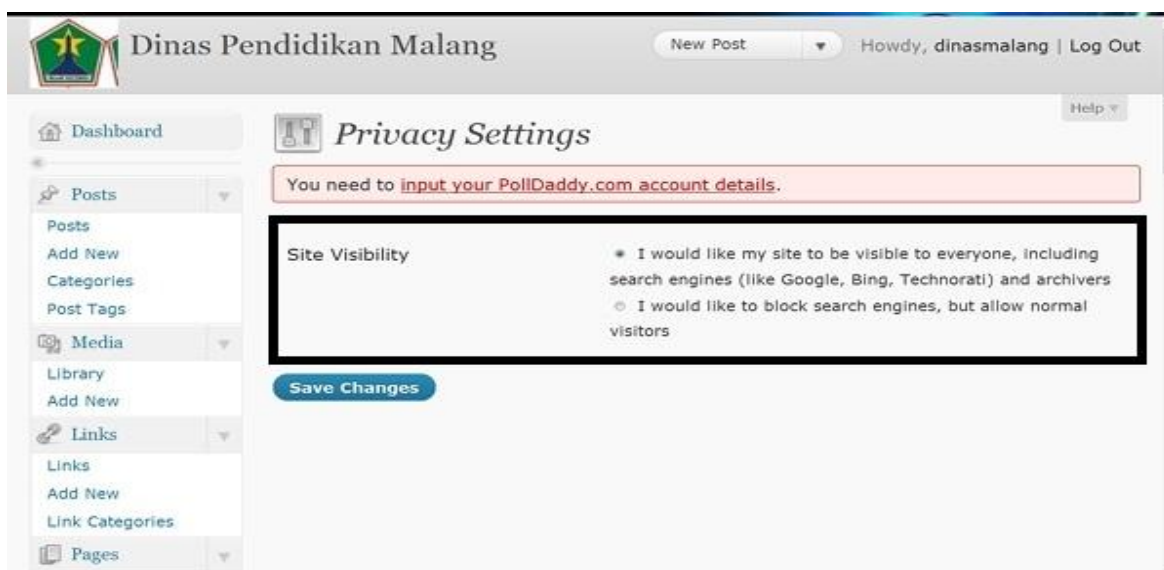 Dinas Pendidikan Malang
New Post
Howdy, dinasmalang | Log Out
Help
Dashboard
Privacy Settings
You need to input your PollDaddy.com account details.
Posts
Posts
Add New
Categories
Post Tags
Media
Library
Add New
Links
Links
Add New
Link Categories
Pages
Site Visibility
I would like my site to be visible to everyone, including
search engines (like Google, Bing, Technorati) and archivers
I would like to block search engines, but allow normal
visitors
Save Changes